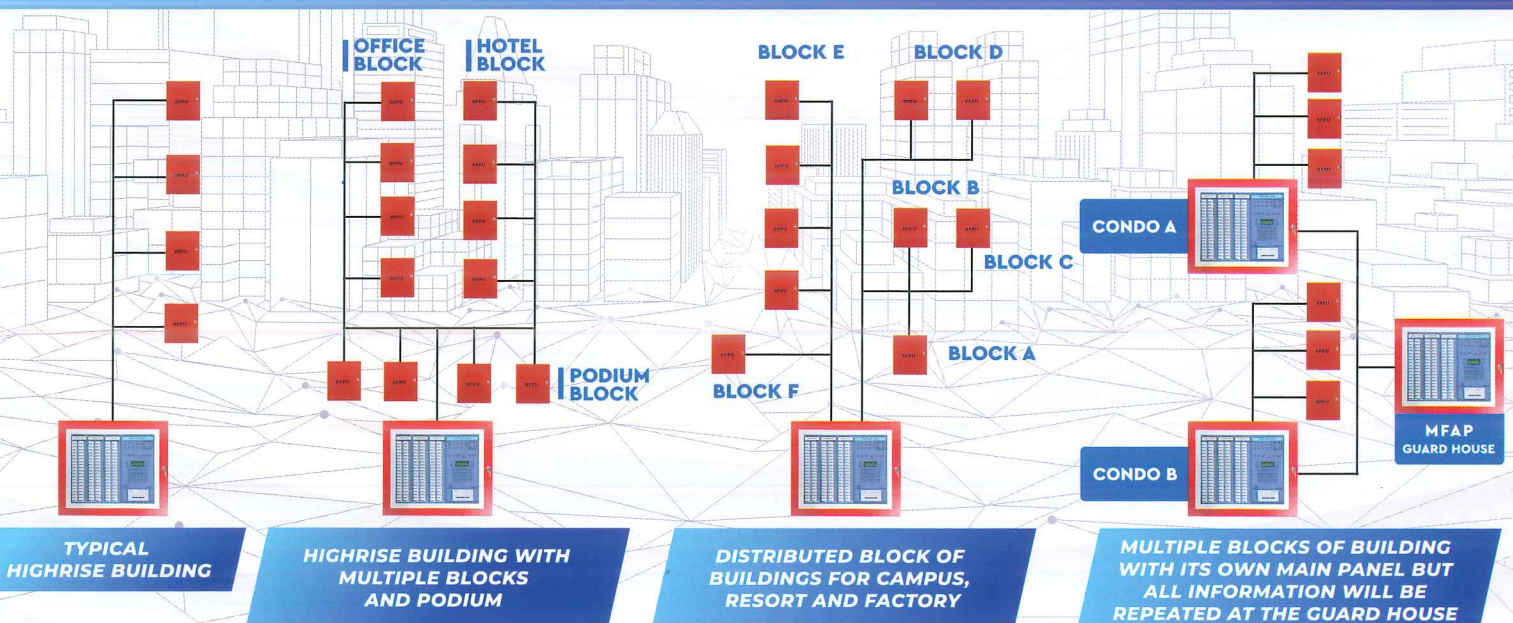 OFFICE
BLOCK
HOTEL
BLOCK
PODIUM
BLOCK
BLOCK E
BLOCK D
BLOCK B
BLOCK C
BLOCK A
BLOCK F
CONDO A
CONDO B
MFAP
GUARD HOUSE
TYPICAL
HIGHRISE BUILDING
HIGHRISE BUILDING WITH
MULTIPLE BLOCKS
AND PODIUM
DISTRIBUTED BLOCK OF
BUILDINGS FOR CAMPUS,
RESORT AND FACTORY
MULTIPLE BLOCKS OF BUILDING
WITH ITS OWN MAIN PANEL BUT
ALL INFORMATION WILL BE
REPEATED AT THE GUARD HOUSE